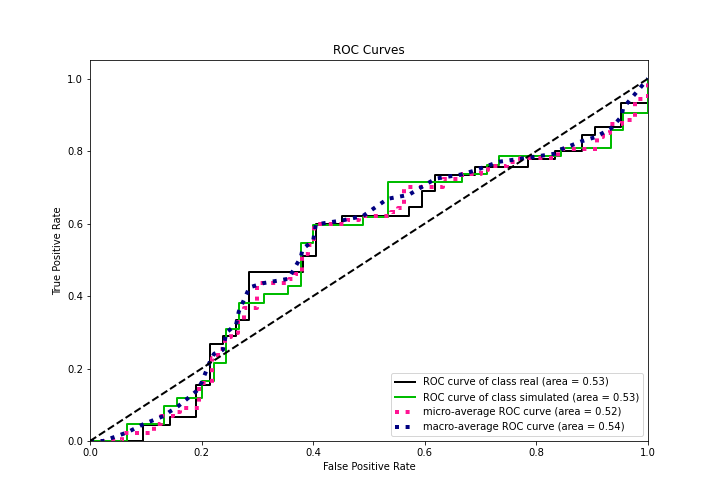 ROC Curves
True Positive Rate
1.0
0.8
0.6
0.4
0.2
0.0
0.0 0.2 0.4 0.6 0.8 1.0
False Positive Rate
ROC curve of class real (area = 0.53)
ROC curve of class simulated (area = 0.53)
micro-average ROC curve (area = 0.52)
macro-average ROC curve (area = 0.54)